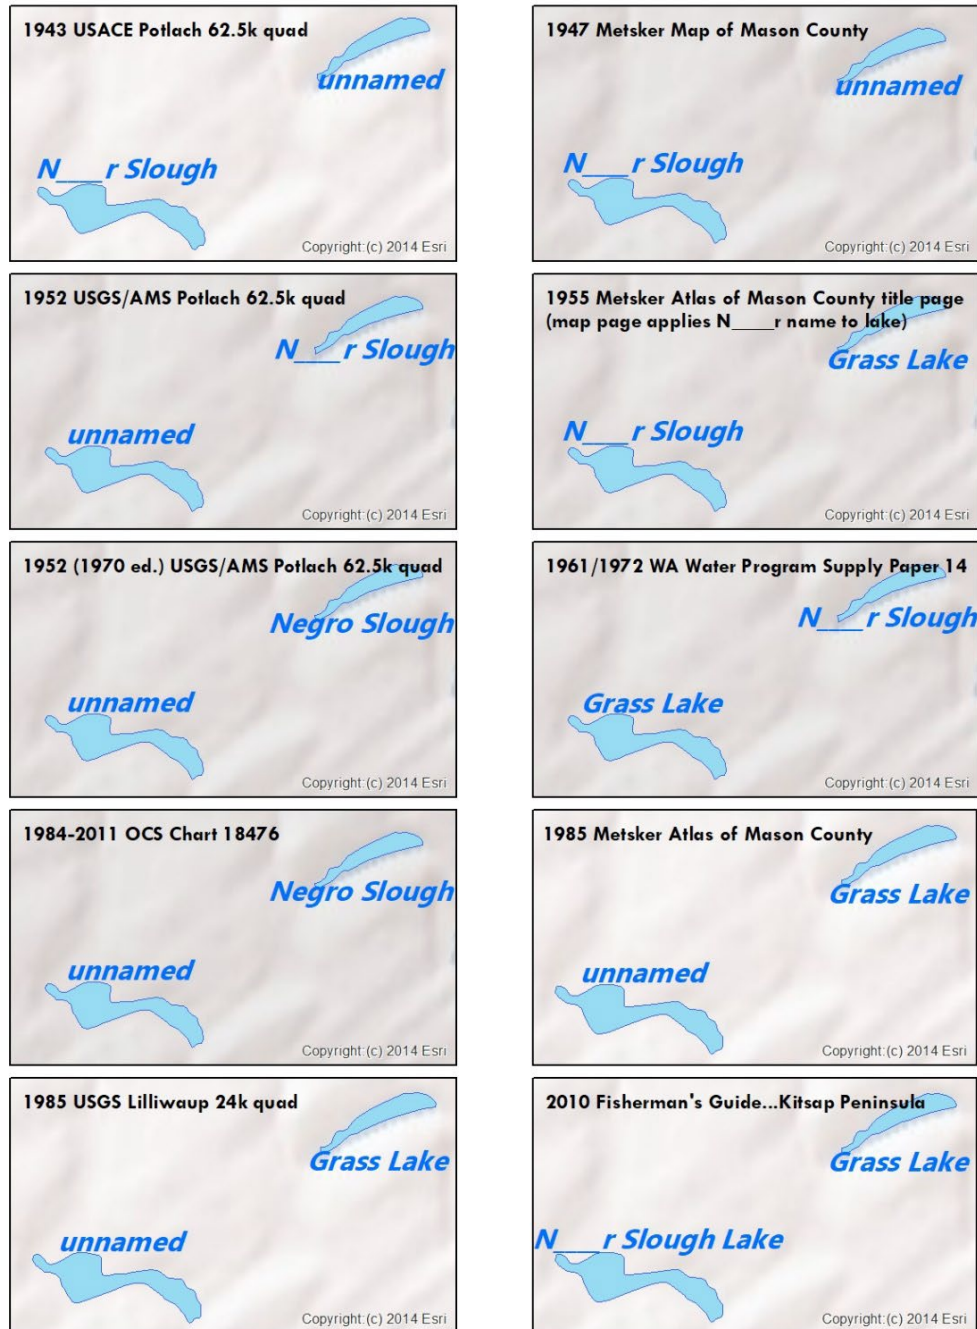 1943 USACE Potlach 62.5k quad
unnamed
N____r Slough
Copyright:(c) 2014 Esri
1947 Metsker Map of Mason County
unnamed
N____r Slough
Copyright:(c) 2014 Esri
1952 USGS/AMS Potlach 62.5k quad
N____r Slough
unnamed
Copyright:(c) 2014 Esri
1955 Metsker Atlas of Mason County title page
(map page applies N____r name to lake)
Grass Lake
N____r Slough
Copyright:(c) 2014 Esri
1952 (1970 ed.) USGS/AMS Potlach 62.5k quad
Negro Slough
unnamed
Copyright:(c) 2014 Esri
1961/1972 WA Water Program Supply Paper 14
N____r Slough
Grass Lake
Copyright:(c) 2014 Esri
1984-2011 OCS Chart 18476
Negro Slough
unnamed
Copyright:(c) 2014 Esri
1985 Metsker Atlas of Mason County
Grass Lake
unnamed
Copyright:(c) 2014 Esri
1985 USGS Lilliwaup 24k quad
Grass Lake
unnamed
Copyright:(c) 2014 Esri
2010 Fisherman's Guide...Kitsap Peninsula
Grass Lake
N____r Slough Lake
Copyright:(c) 2014 Esri